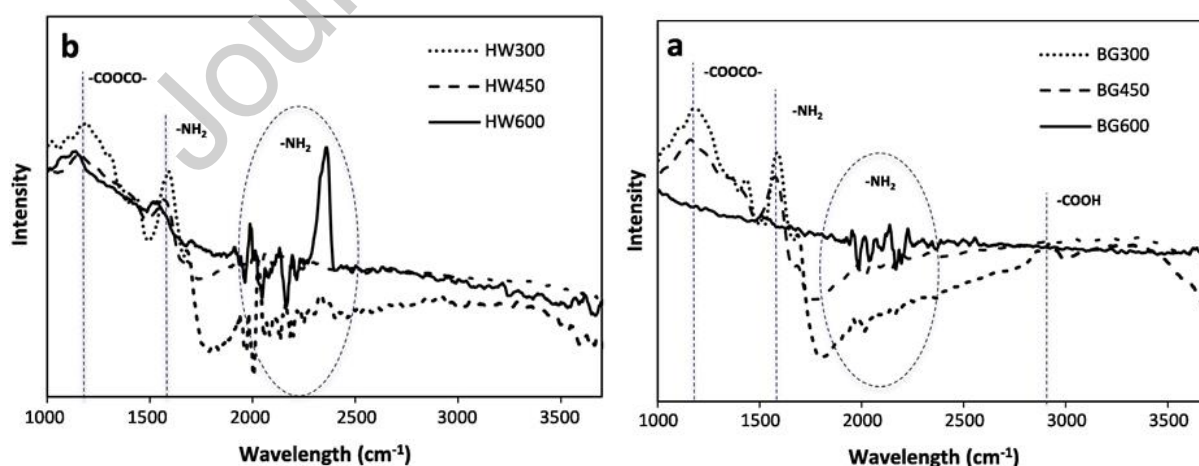 Jour
b
-COOCO-
-NH₂
-NH₂
HW300
HW450
HW600
Intensity
1000 1500 2000 2500 3000 3500
Wavelength (cm⁻¹)
a
-COOCO-
-NH₂
-NH₂
-COOH
BG300
BG450
BG600
Intensity
1000 1500 2000 2500 3000 3500
Wavelength (cm⁻¹)